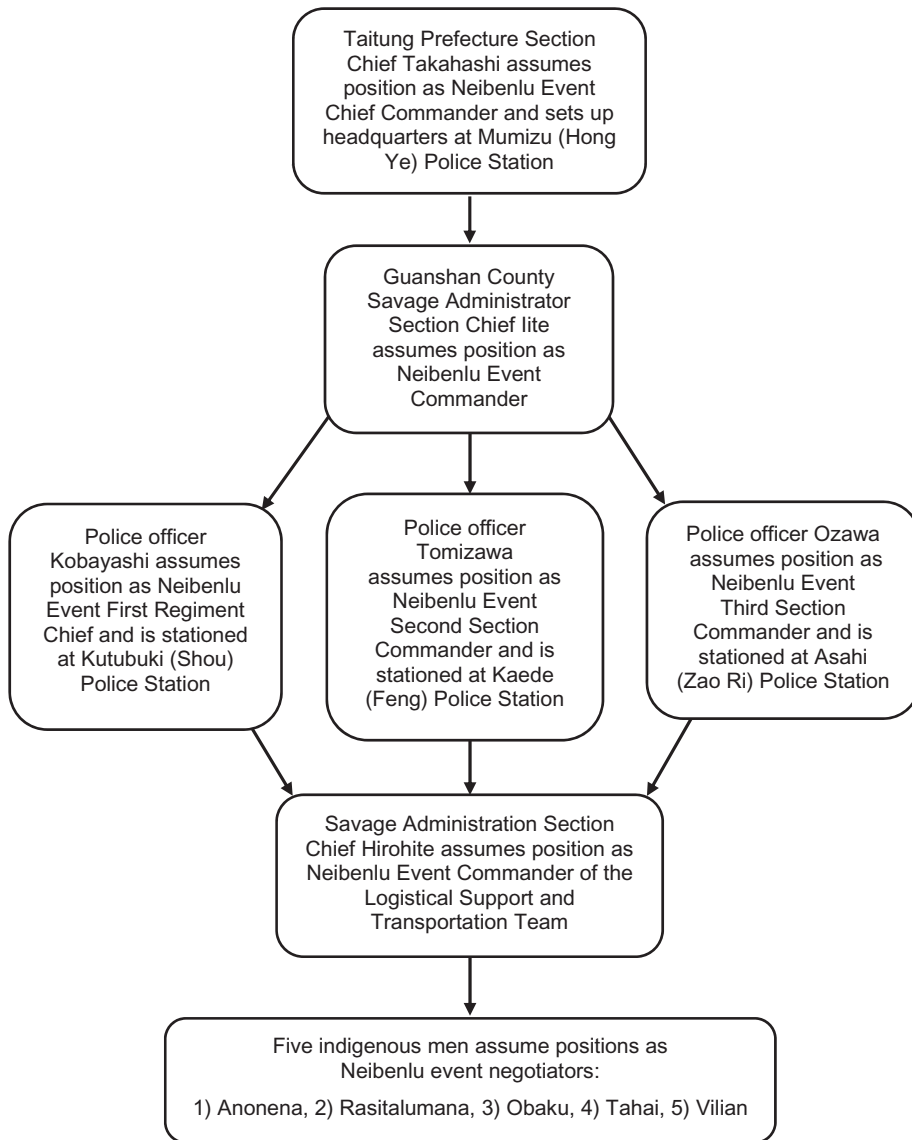 Taitung Prefecture Section
Chief Takahashi assumes
position as Neibenlu Event
Chief Commander and sets up
headquarters at Mumizu (Hong
Ye) Police Station
Guanshan County
Savage Administrator
Section Chief Iite
assumes position as
Neibenlu Event
Commander
Police officer
Kobayashi assumes
position as Neibenlu
Event First Regiment
Chief and is stationed
at Kutubuki (Shou)
Police Station
Police officer
Tomizawa
assumes position as
Neibenlu Event
Second Section
Commander and is
stationed at Kaede
(Feng) Police Station
Police officer Ozawa
assumes position as
Neibenlu Event
Third Section
Commander and is
stationed at Asahi
(Zao Ri) Police Station
Savage Administration Section
Chief Hirohite assumes position as
Neibenlu Event Commander of the
Logistical Support and
Transportation Team
Five indigenous men assume positions as
Neibenlu event negotiators:
1) Anonena, 2) Rasitalumana, 3) Obaku, 4) Tahai, 5) Vilian